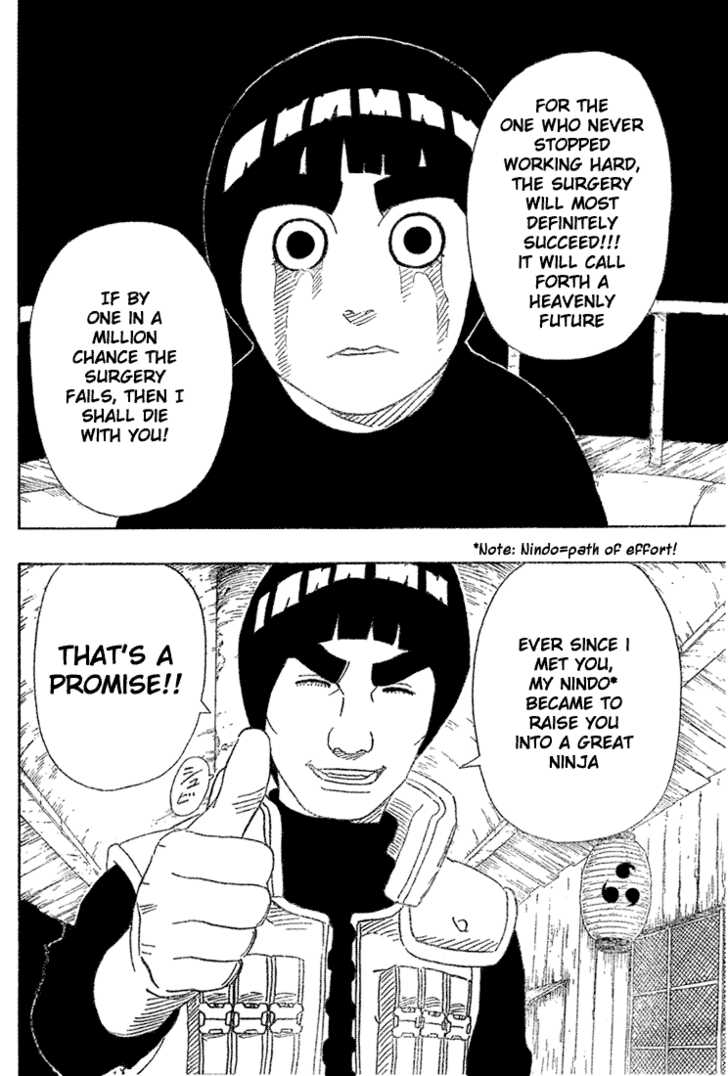 FOR THE
ONE WHO NEVER
STOPPED
WORKING HARD,
THE SURGERY
WILL MOST
DEFINITELY
SUCCEED!!!
IT WILL CALL
FORTH A
HEAVENLY
FUTURE
IF BY
ONE IN A
MILLION
CHANCE THE
SURGERY
FAILS, THEN I
SHALL DIE
WITH YOU!
*Note: Nindo=path of effort!
EVER SINCE I
MET YOU,
MY NINDO*
BECAME TO
RAISE YOU
INTO A GREAT
NINJA
THAT'S A
PROMISE!!